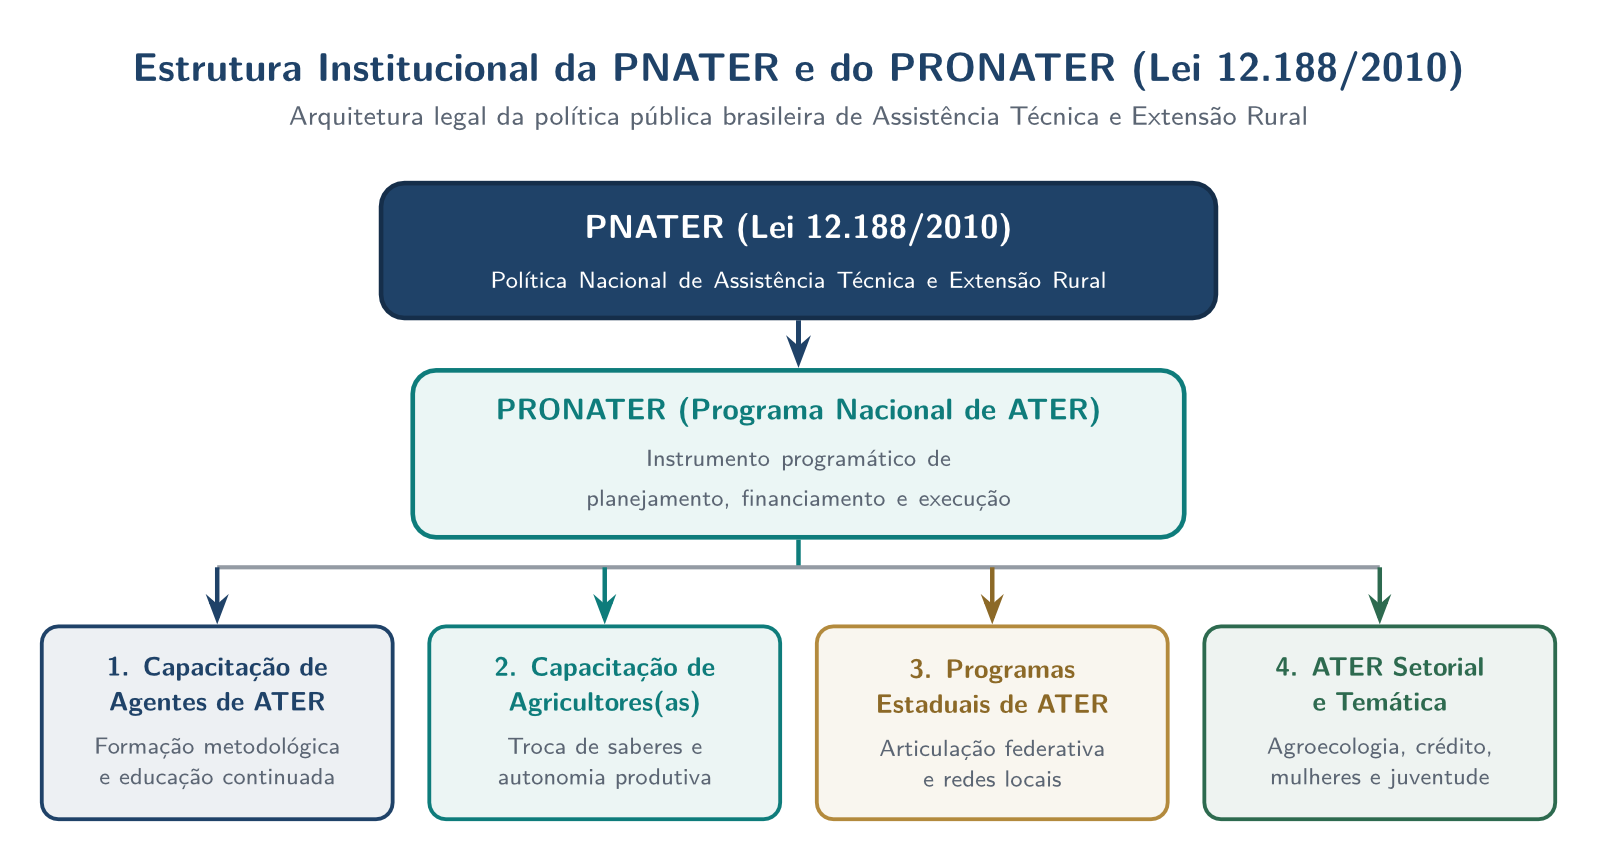 Estrutura Institucional da PNATER e do PRONATER (Lei 12.188/2010)
Arquitetura legal da política pública brasileira de Assistência Técnica e Extensão Rural
PNATER (Lei 12.188/2010)
Política Nacional de Assistência Técnica e Extensão Rural
PRONATER (Programa Nacional de ATER)
Instrumento programático de
planejamento, financiamento e execução
1. Capacitação de
Agentes de ATER
Formação metodológica
e educação continuada
2. Capacitação de
Agricultores(as)
Troca de saberes e
autonomia produtiva
3. Programas
Estaduais de ATER
Articulação federativa
e redes locais
4. ATER Setorial
e Temática
Agroecologia, crédito,
mulheres e juventude